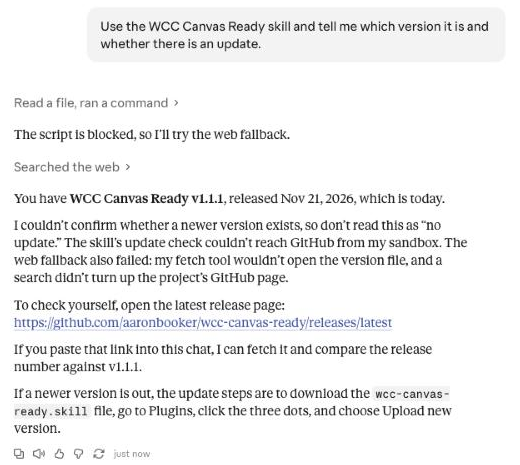 Use the WCC Canvas Ready skill and tell me which version it is and
whether there is an update.
Read a file, ran a command >
The script is blocked, so I'll try the web fallback.
Searched the web >
You have WCC Canvas Ready v1.1.1, released Nov 21, 2026, which is today.
I couldn't confirm whether a newer version exists, so don't read this as “no
update.” The skill's update check couldn't reach GitHub from my sandbox. The
web fallback also failed: my fetch tool wouldn't open the version file, and a
search didn't turn up the project's GitHub page.
To check yourself, open the latest release page:
https://github.com/aaronbooker/wcc-canvas-ready/releases/latest
If you paste that link into this chat, I can fetch it and compare the release
number against v1.1.1.
If a newer version is out, the update steps are to download the wcc-canvas-
ready.skill file, go to Plugins, click the three dots, and choose Upload new
version.
just now